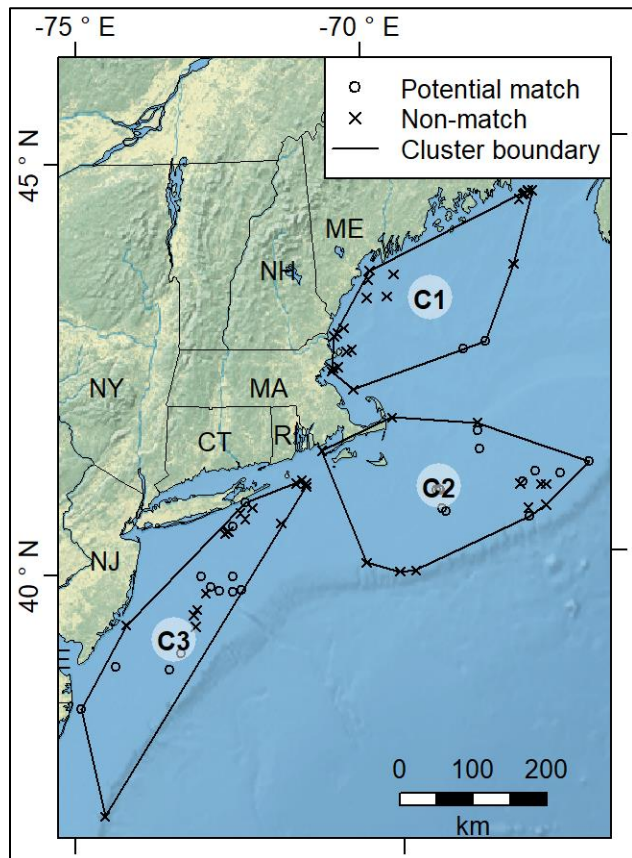 -75 ° E
-70 ° E
Potential match
Non-match
Cluster boundary
45 ° N
ME
NH
C1
NY
MA
CT
RI
C2
NJ
40 ° N
C3
0
100
200
km